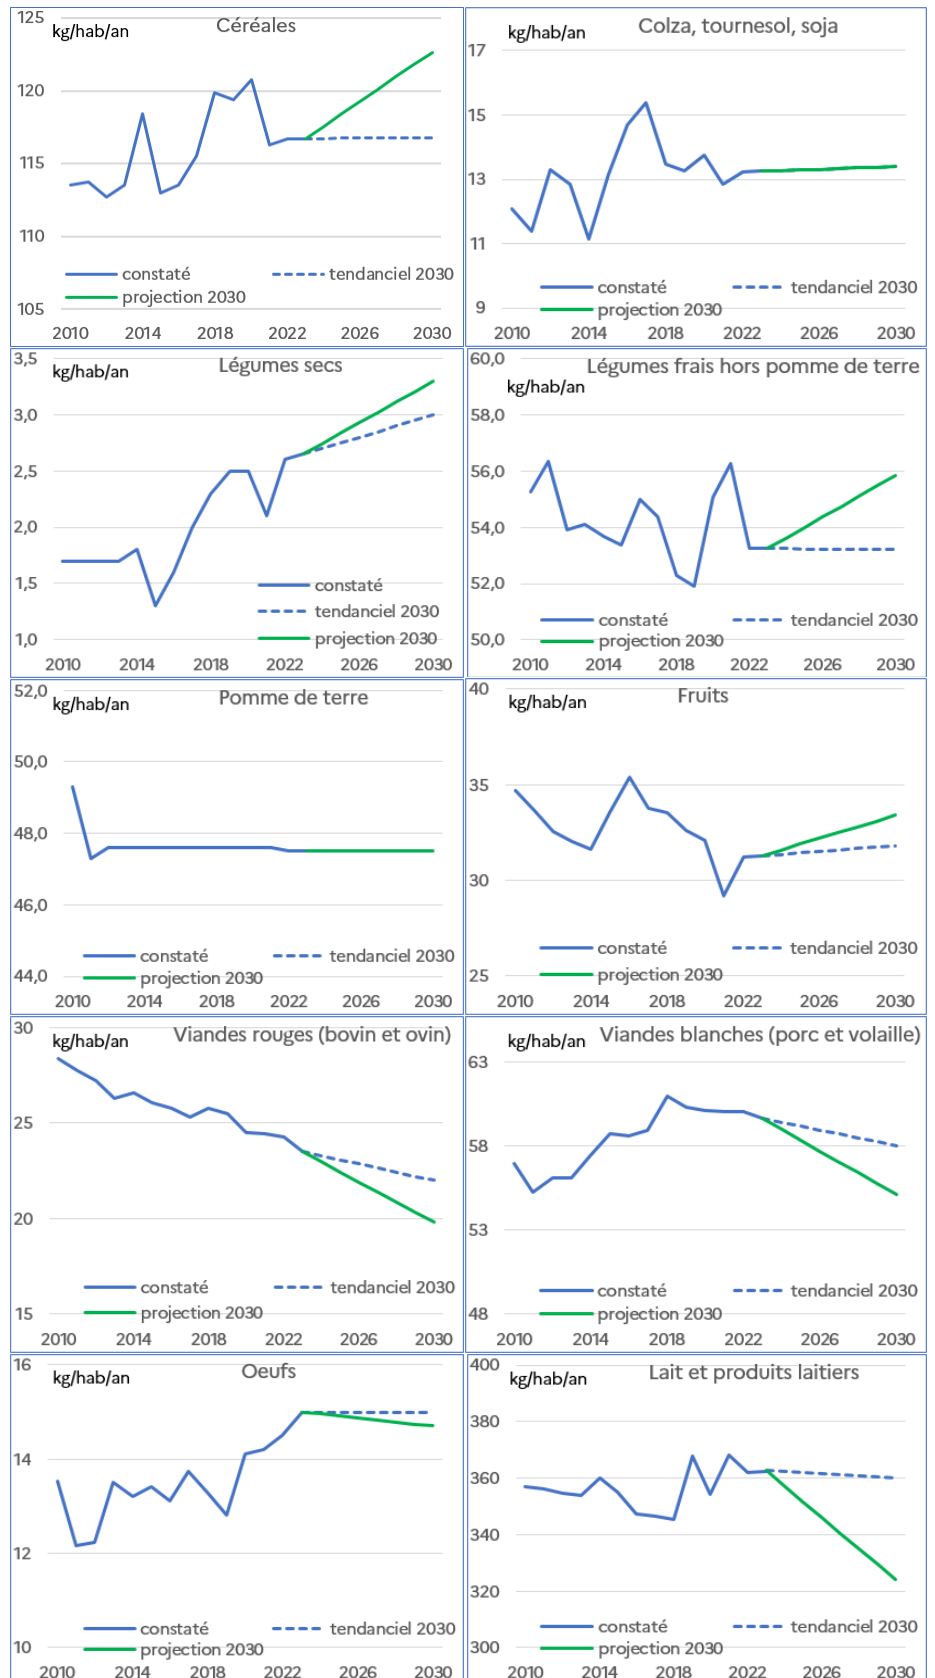 Céréales
kg/hab/an
125
120
115
110
105
constaté
tendanciel 2030
projection 2030
2010 2014 2018 2022 2026 2030
Colza, tournesol, soja
kg/hab/an
17
15
13
11
9
constaté
tendanciel 2030
projection 2030
2010 2014 2018 2022 2026 2030
Légumes secs
kg/hab/an
3,5
3,0
2,5
2,0
1,5
1,0
constaté
tendanciel 2030
projection 2030
2010 2014 2018 2022 2026 2030
Légumes frais hors pomme de terre
kg/hab/an
60,0
58,0
56,0
54,0
52,0
50,0
constaté
tendanciel 2030
projection 2030
2010 2014 2018 2022 2026 2030
Pomme de terre
kg/hab/an
52,0
50,0
48,0
46,0
44,0
constaté
tendanciel 2030
projection 2030
2010 2014 2018 2022 2026 2030
Fruits
kg/hab/an
40
35
30
25
constaté
tendanciel 2030
projection 2030
2010 2014 2018 2022 2026 2030
Viandes rouges (bovin et ovin)
kg/hab/an
30
25
20
15
constaté
tendanciel 2030
projection 2030
2010 2014 2018 2022 2026 2030
Viandes blanches (porc et volaille)
kg/hab/an
63
58
53
48
constaté
tendanciel 2030
projection 2030
2010 2014 2018 2022 2026 2030
Oeufs
kg/hab/an
16
14
12
10
constaté
tendanciel 2030
projection 2030
2010 2014 2018 2022 2026 2030
Lait et produits laitiers
kg/hab/an
400
380
360
340
320
300
constaté
tendanciel 2030
projection 2030
2010 2014 2018 2022 2026 2030